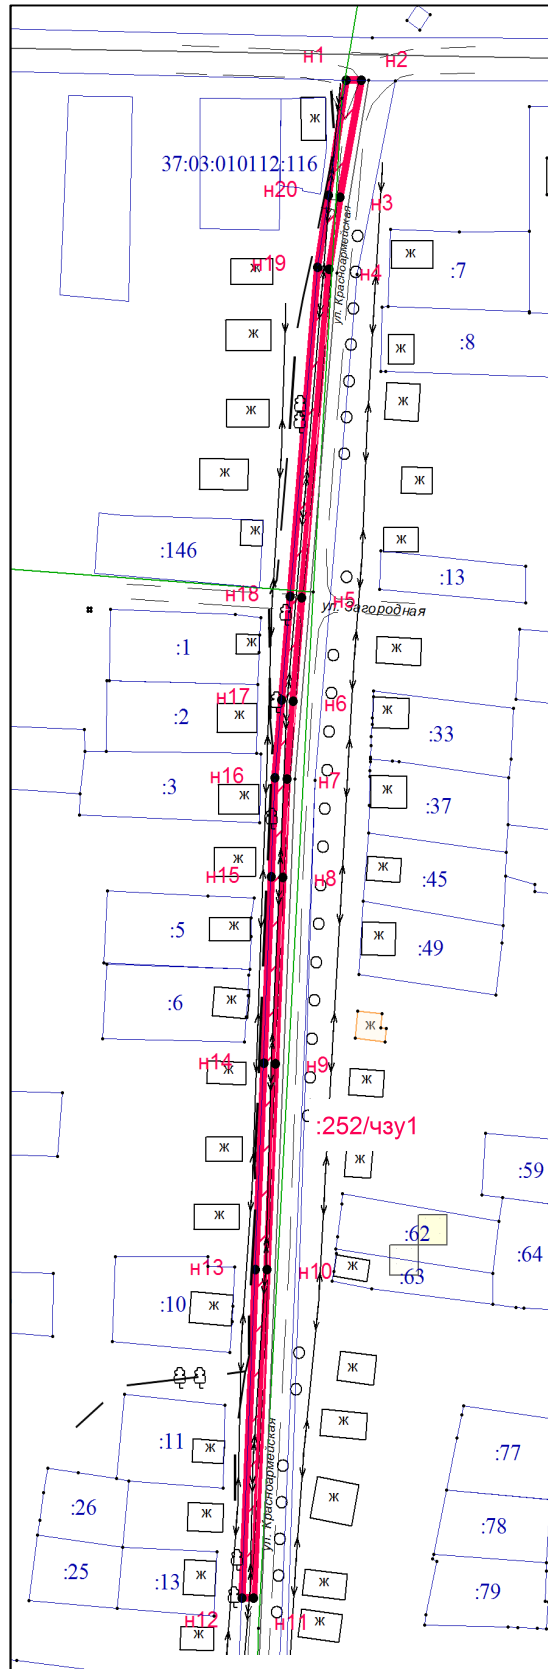 н1
н2
ж
37:03:010112:116
н20
н3
ул. Красноармейская
ж
:7
н19
ж
н4
ж
:8
ж
ж
ж
ж
ж
ж
ж
:146
:13
н18
н5
ул. Загородная
ж
:1
ж
н17
н6
ж
:2
ж
:33
н16
н7
:3
ж
ж
:37
ж
н15
н8
ж
:45
:5
ж
ж
:49
:6
ж
ж
н14
ж
н9
ж
:252/чзу1
ж
ж
:59
ж
:62
:64
н13
н10
ж
:63
:10
ж
ж
:11
ж
ж
:77
ул. Красноармейская
:26
ж
ж
:78
:25
:13
ж
ж
:79
н12
н11
ж
ж